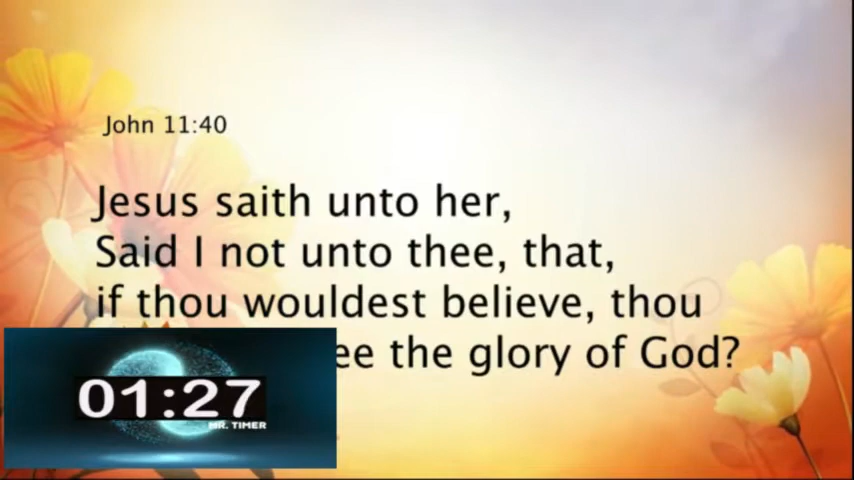 John 11:40
Jesus saith unto her,
Said I not unto thee, that,
if thou wouldest believe, thou
ee the glory of God?
01:27
MR. TIMER